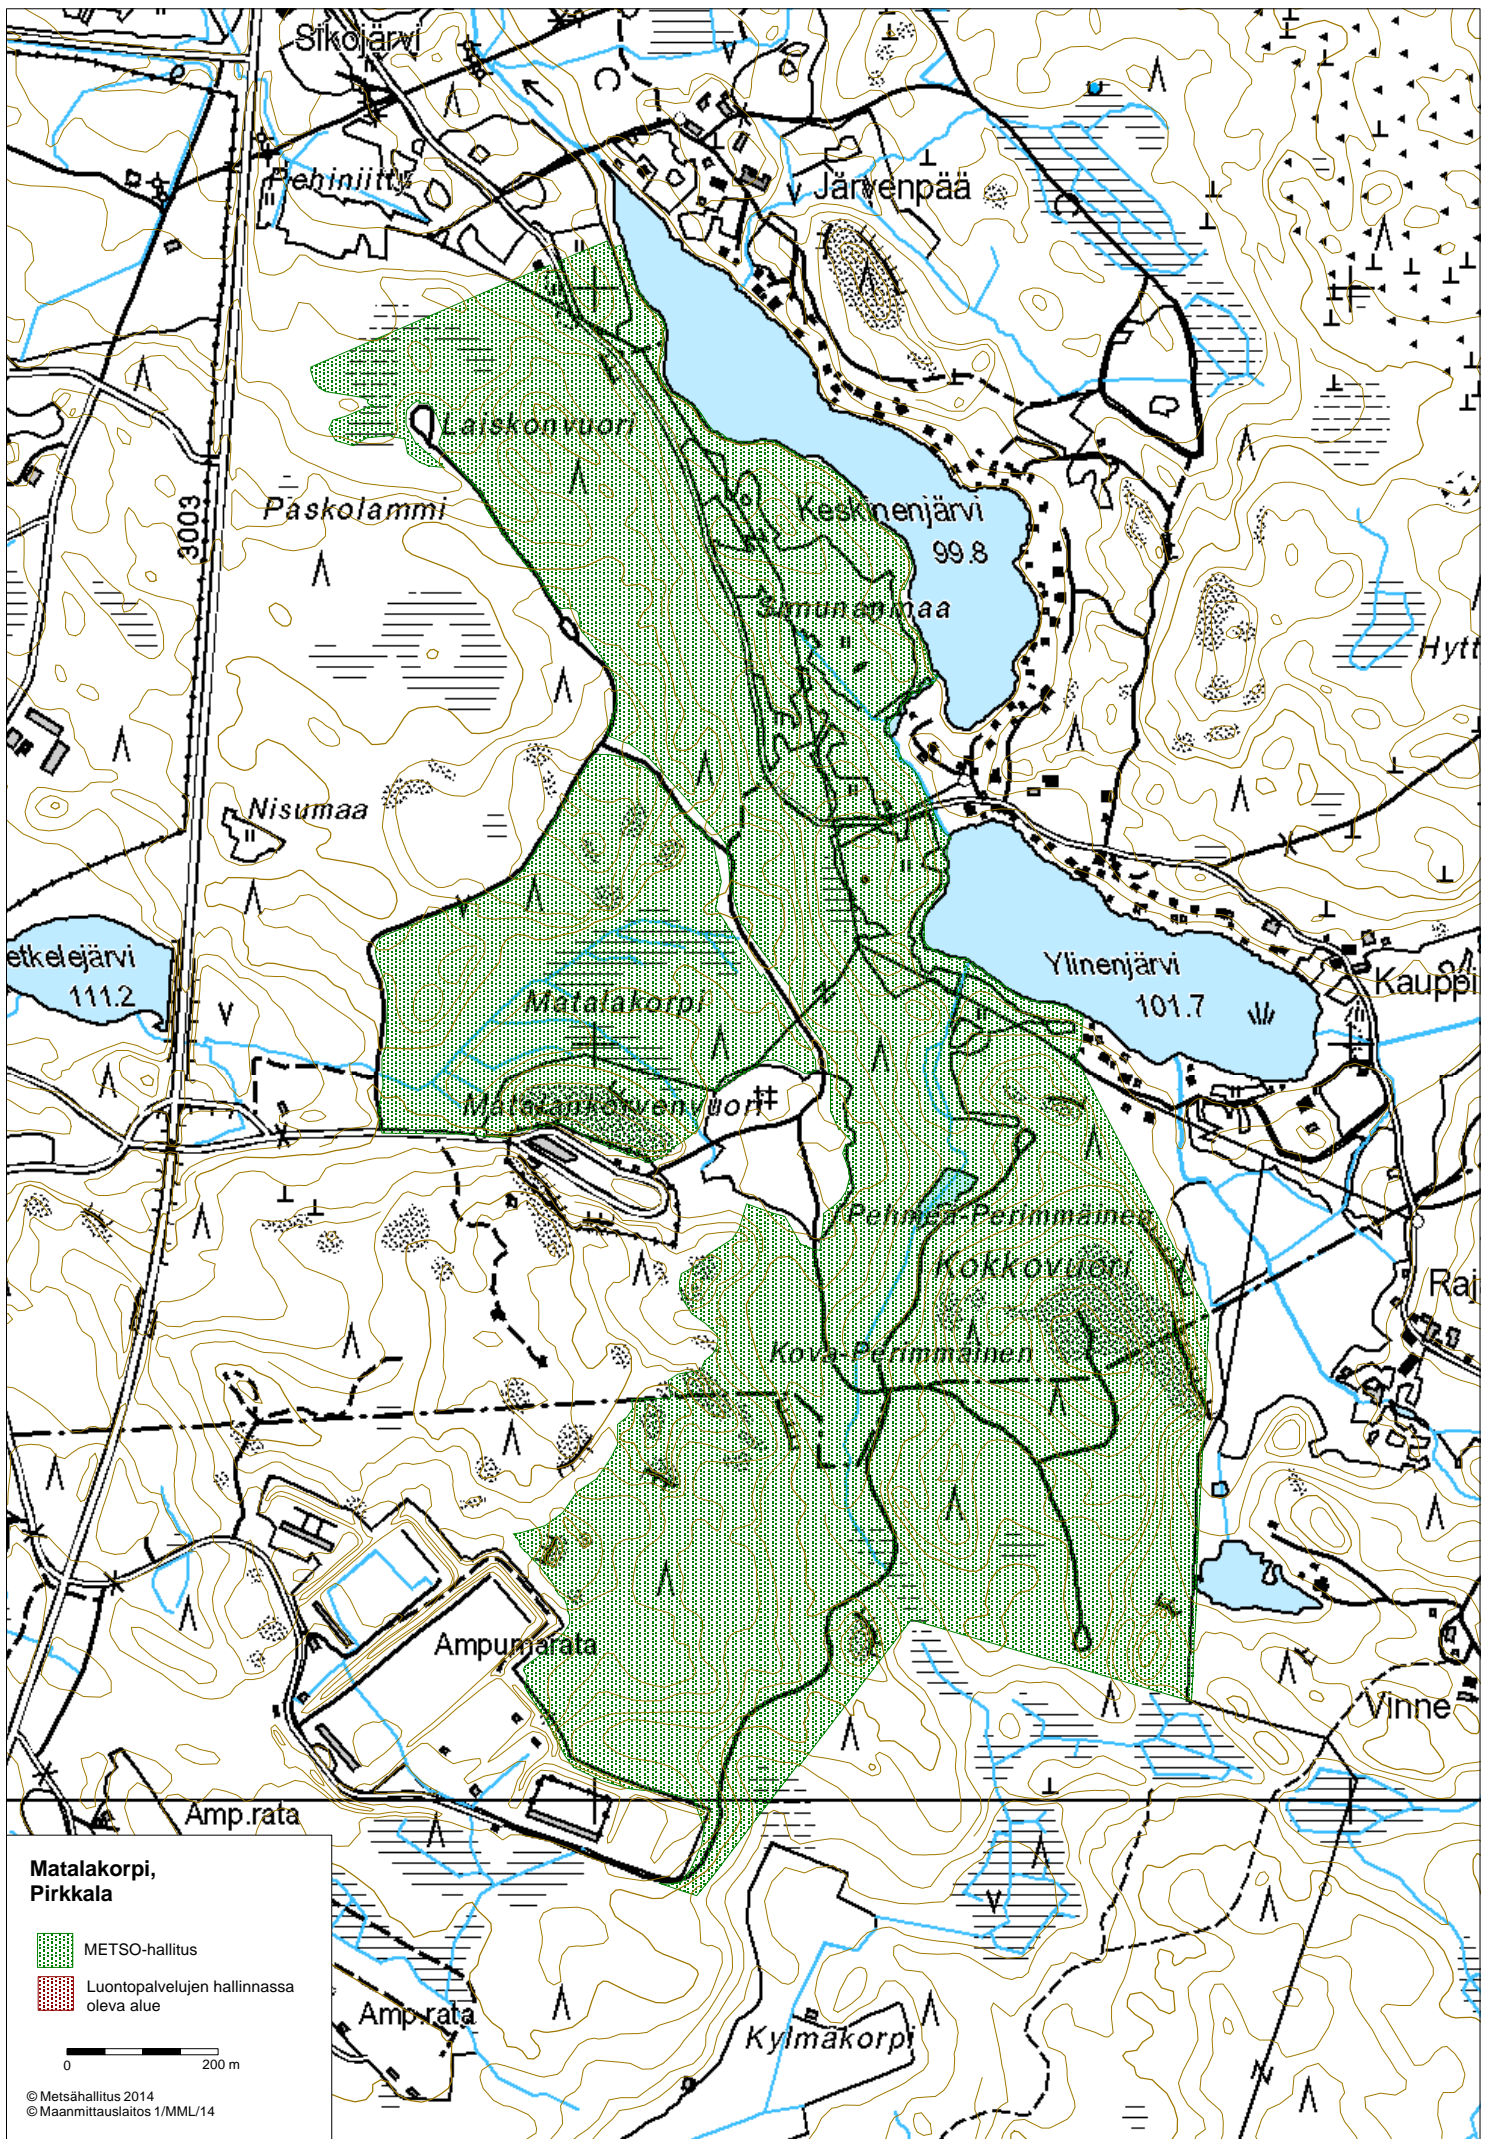 Sikojärvi
Järvenpää
Laiskonvuori
Paskolammi
3003
Keskinenjärvi
99.8
Simunanmaa
Hytt
Nisumaa
etkelejärvi
111.2
Ylinenjärvi
101.7
Kauppi
Matalakorpi
Matalankorvenvuori
Pehmeä-Perimmäinen
Kokkovuori
Raj
Kova-Perimmäinen
Ampumarata
Vinne
Amp.rata
Matalakorpi,
Pirkkala
METSO-hallitus
Luontopalvelujen hallinnassa
oleva alue
0 200 m
© Metsähallitus 2014
© Maanmittauslaitos 1/MML/14
Amp.rata
Kylmäkorpi